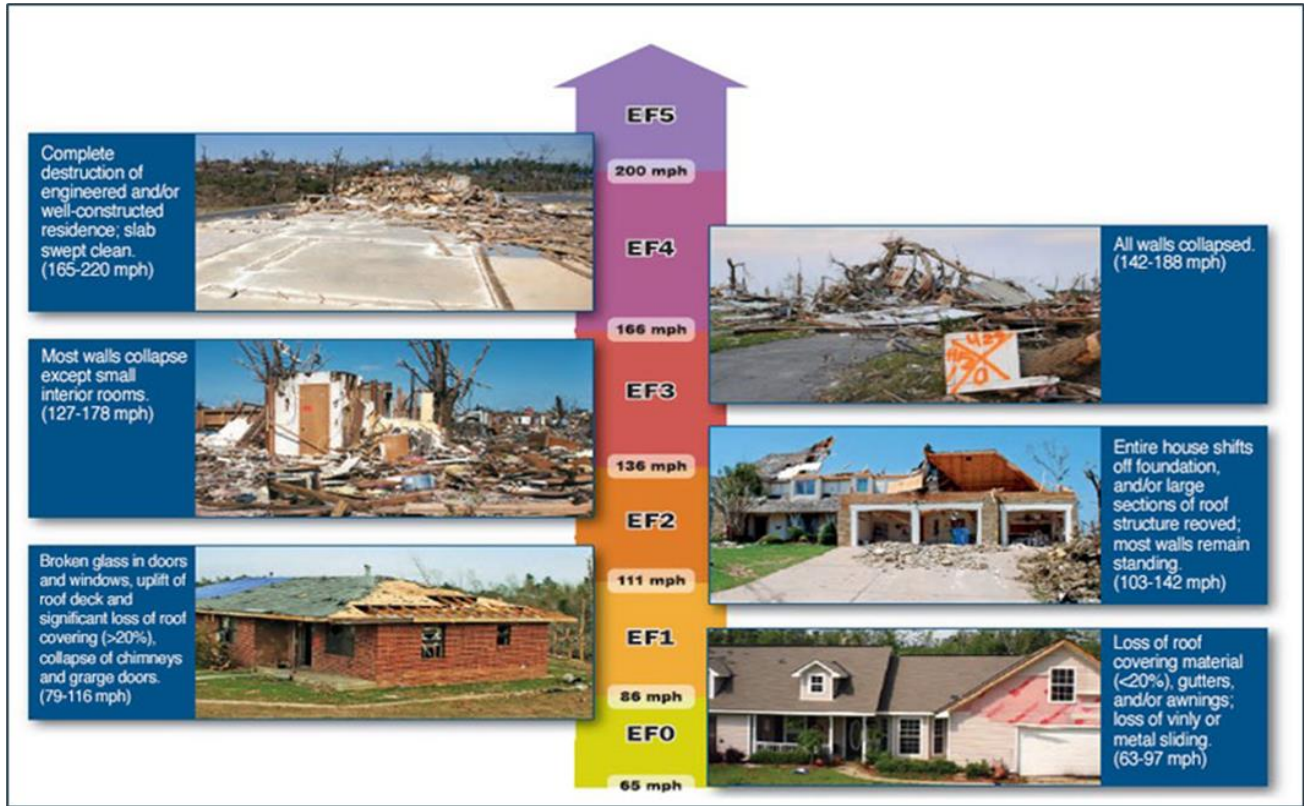 EF5
200 mph
EF4
166 mph
EF3
136 mph
EF2
111 mph
EF1
86 mph
EF0
65 mph
Complete
destruction of
engineered and/or
well-constructed
residence; slab
swept clean.
(165-220 mph)
All walls collapsed.
(142-188 mph)
Most walls collapse
except small
interior rooms.
(127-178 mph)
Entire house shifts
off foundation,
and/or large
sections of roof
structure reoved;
most walls remain
standing.
(103-142 mph)
Broken glass in doors
and windows, uplift of
roof deck and
significant loss of roof
covering (>20%),
collapse of chimneys
and grarge doors.
(79-116 mph)
Loss of roof
covering material
(<20%), gutters,
and/or awnings;
loss of vinly or
metal sliding.
(63-97 mph)